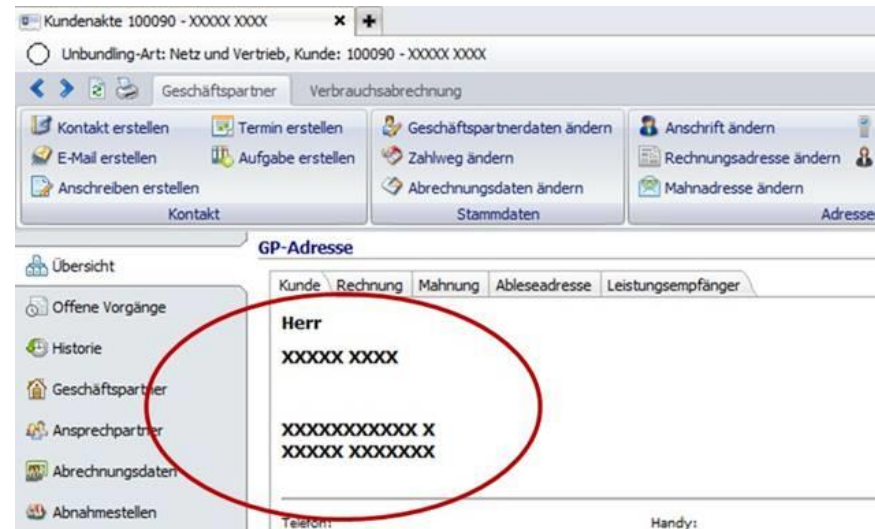 Kundenakte 100090 - XXXXX XXXX
Unbundling-Art: Netz und Vertrieb, Kunde: 100090 - XXXXX XXXX
Geschäftspartner Verbrauchsabrechnung
Kontakt erstellen Termin erstellen Geschäftspartnerdaten ändern Anschrift ändern
E-Mail erstellen Aufgabe erstellen Zahlweg ändern Rechnungsadresse ändern
Anschreiben erstellen Abrechnungsdaten ändern Mahnadresse ändern
Kontakt Stammdaten Adresse
GP-Adresse
Übersicht
Kunde Rechnung Mahnung Ableseadresse Leistungsempfänger
Offene Vorgänge
Herr
Historie
XXXXX XXXX
Geschäftspartner
Ansprechpartner
XXXXXXXXXXX X
XXXXX XXXXXXX
Abrechnungsdaten
Abnahmestellen
Telefon: Handy: